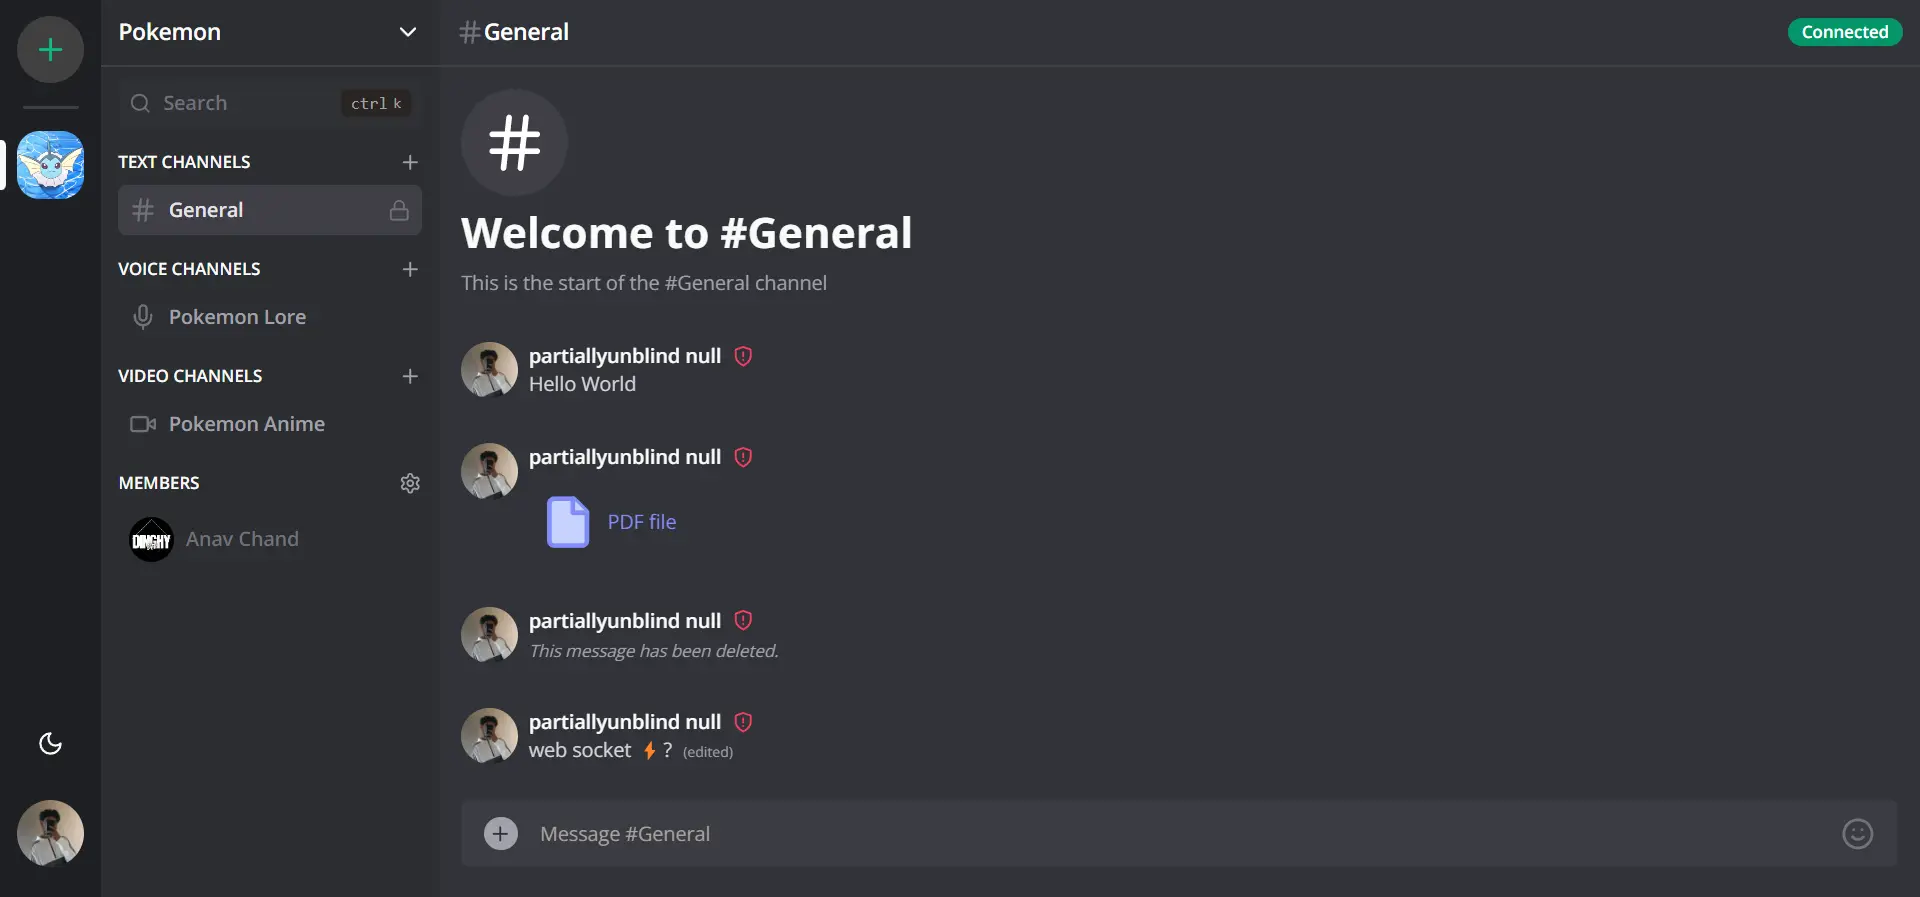 Pokemon
Search
ctrl k
TEXT CHANNELS
General
VOICE CHANNELS
Pokemon Lore
VIDEO CHANNELS
Pokemon Anime
MEMBERS
DINGHY
Anav Chand
#General
Connected
#
Welcome to #General
This is the start of the #General channel
partiallyunblind null
Hello World
partiallyunblind null
PDF file
partiallyunblind null
This message has been deleted.
partiallyunblind null
web socket ⚡? (edited)
Message #General